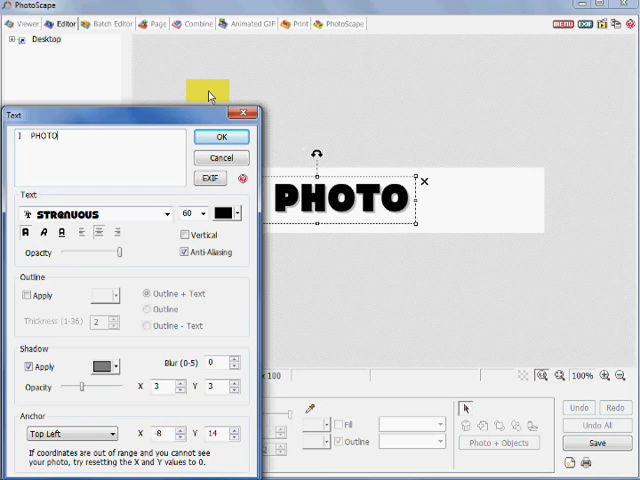 PhotoScape
Viewer Editor Batch Editor Page Combine Animated GIF Print PhotoScape MENU EXIF
Desktop
Text
1 PHOTO
OK
Cancel
EXIF
Text
STRENUOUS 60
A A A Vertical
Opacity Anti-Aliasing
Outline
Apply Outline + Text
Outline
Thickness (1-36) 2 Outline - Text
Shadow
Apply Blur (0-5) 0
Opacity X 3 Y 3
Anchor
Top Left X -8 Y 14
If coordinates are out of range and you cannot see
your photo, try resetting the X and Y values to 0.
PHOTO
x 100 100%
Fill
Outline
Photo + Objects
Undo Redo
Undo All
Save